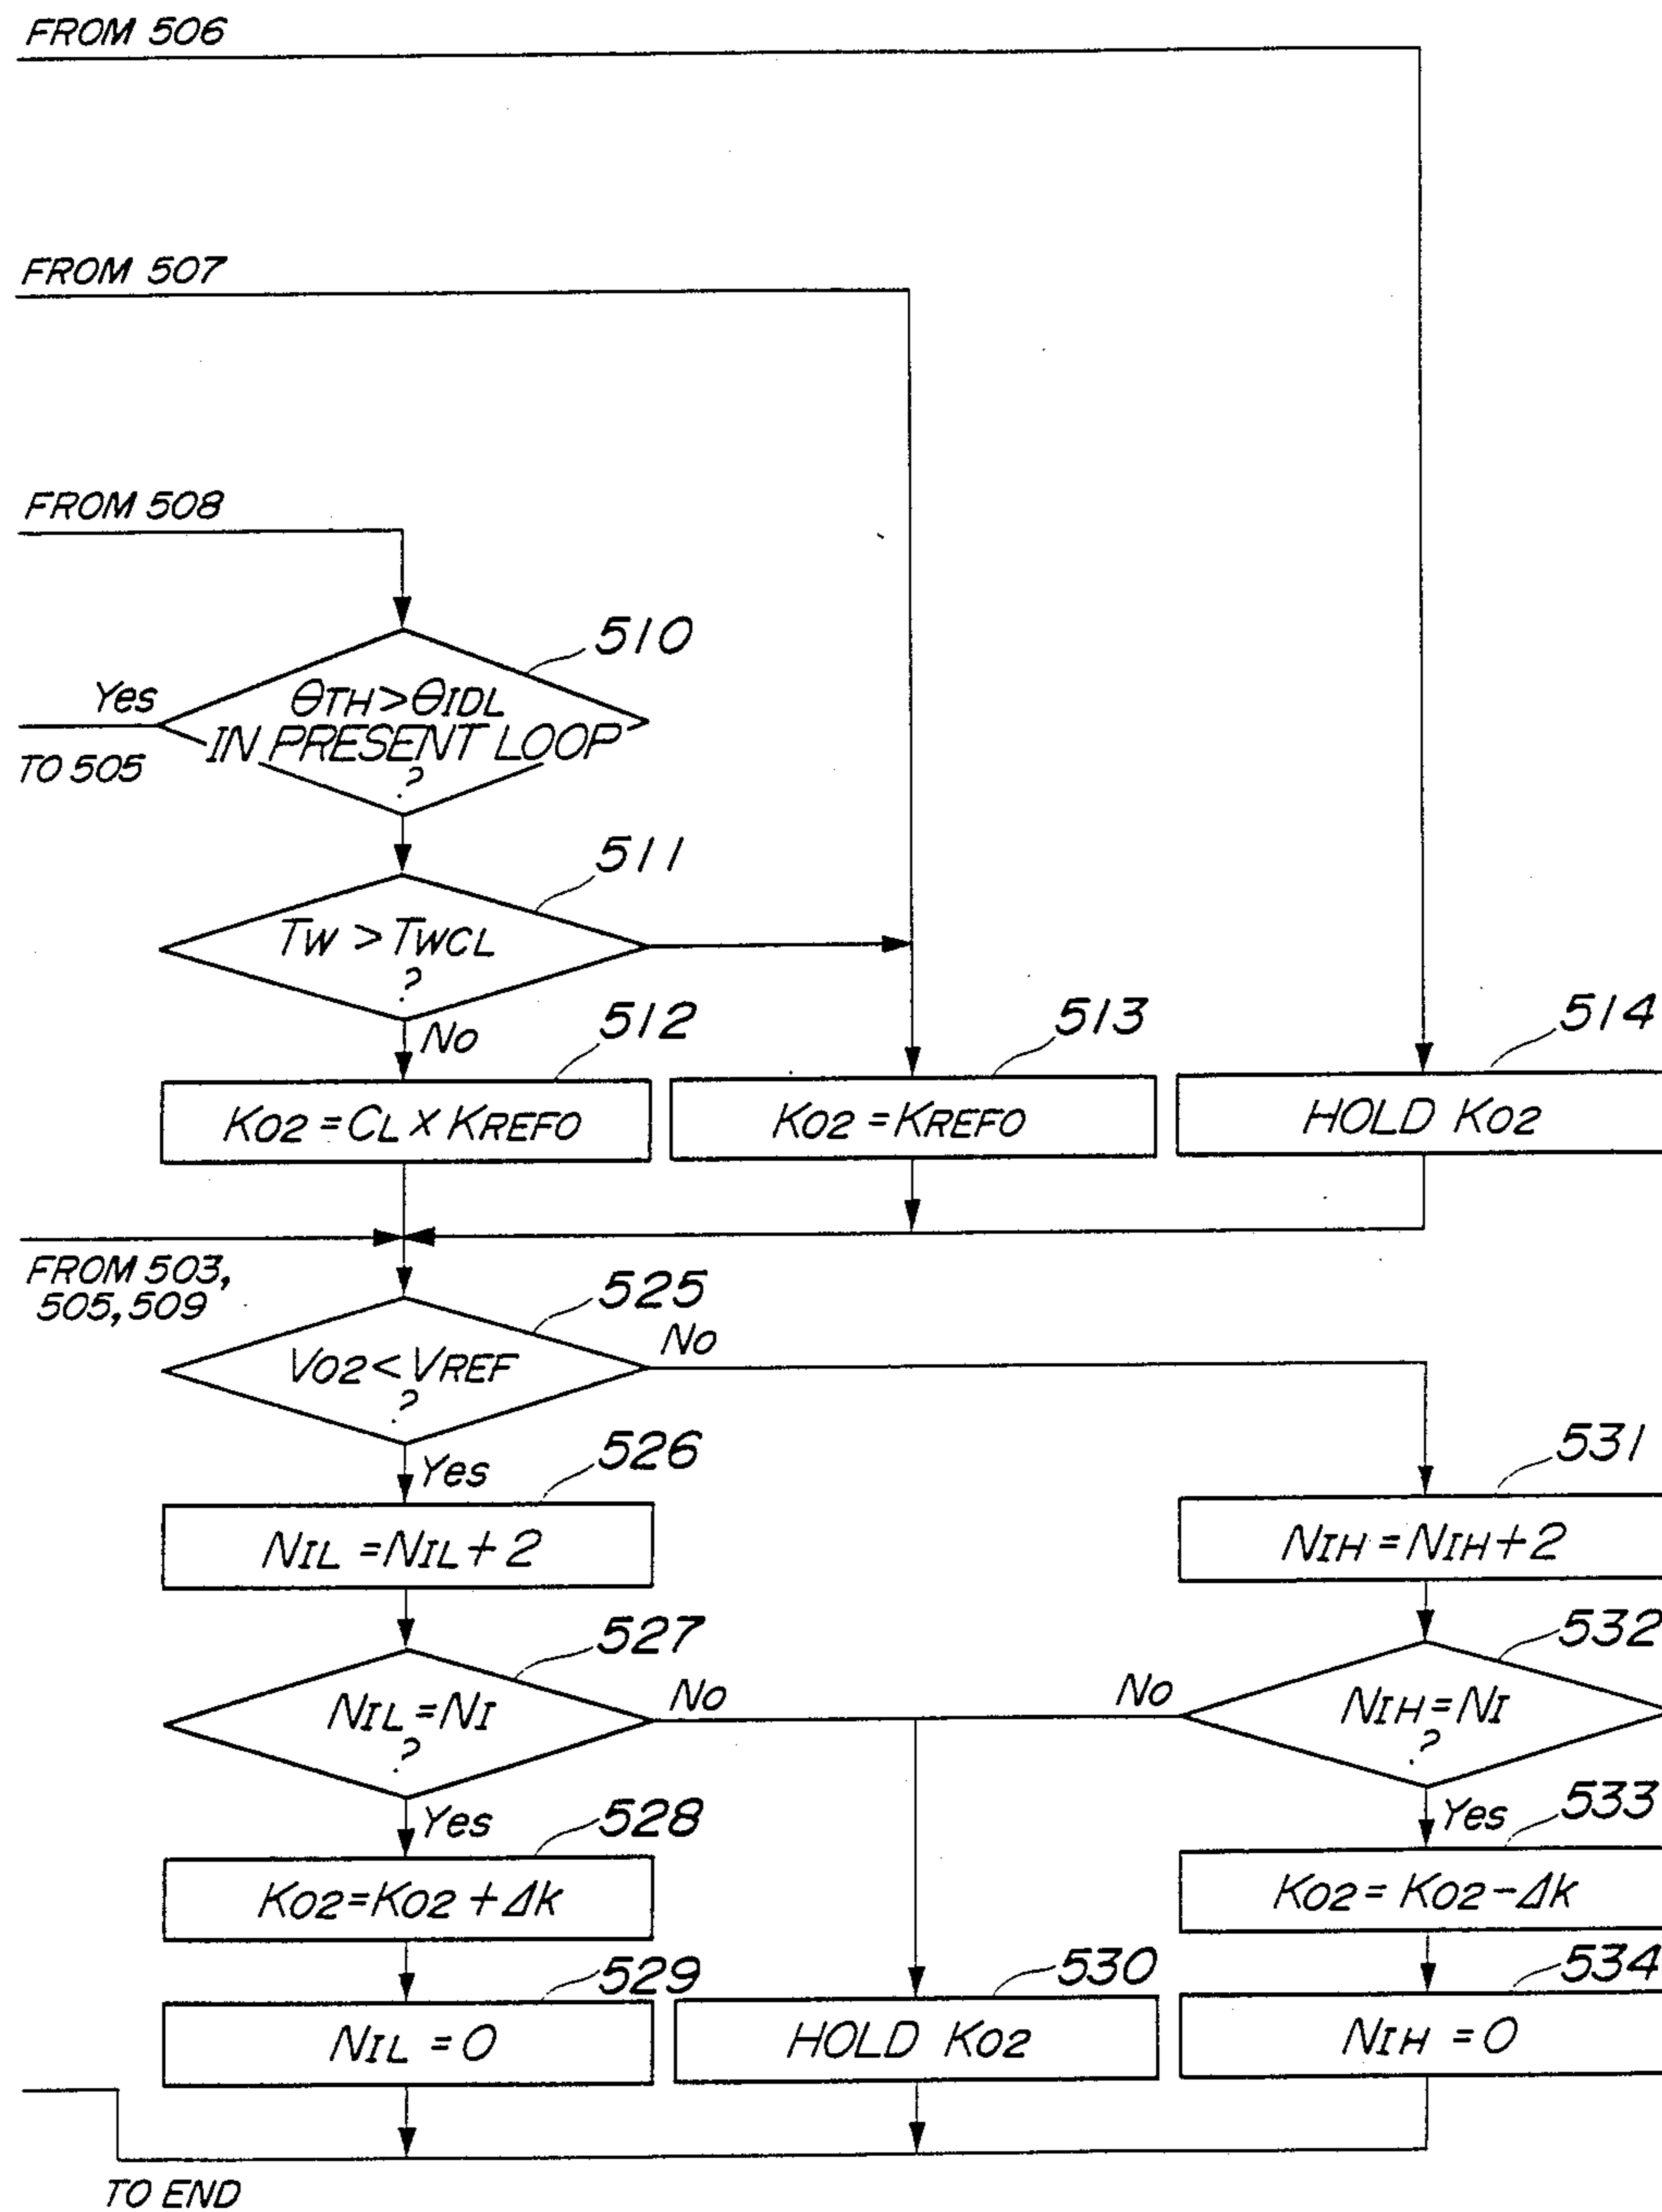 FROM 506
FROM 507
FROM 508
510
Yes
θTH>θIDL
IN PRESENT LOOP
?
TO 505
511
TW > TWCL
?
No
512
513
514
KO2 = CL X KREFO
KO2 = KREFO
HOLD KO2
FROM 503,
505,509
525
No
VO2<VREF
?
Yes
526
531
NIL = NIL + 2
NIH = NIH + 2
527
532
NIL = NI
?
No
No
NIH = NI
?
Yes
528
Yes
533
KO2 = KO2 + Δk
KO2 = KO2 - Δk
529
530
534
NIL = 0
HOLD KO2
NIH = 0
TO END